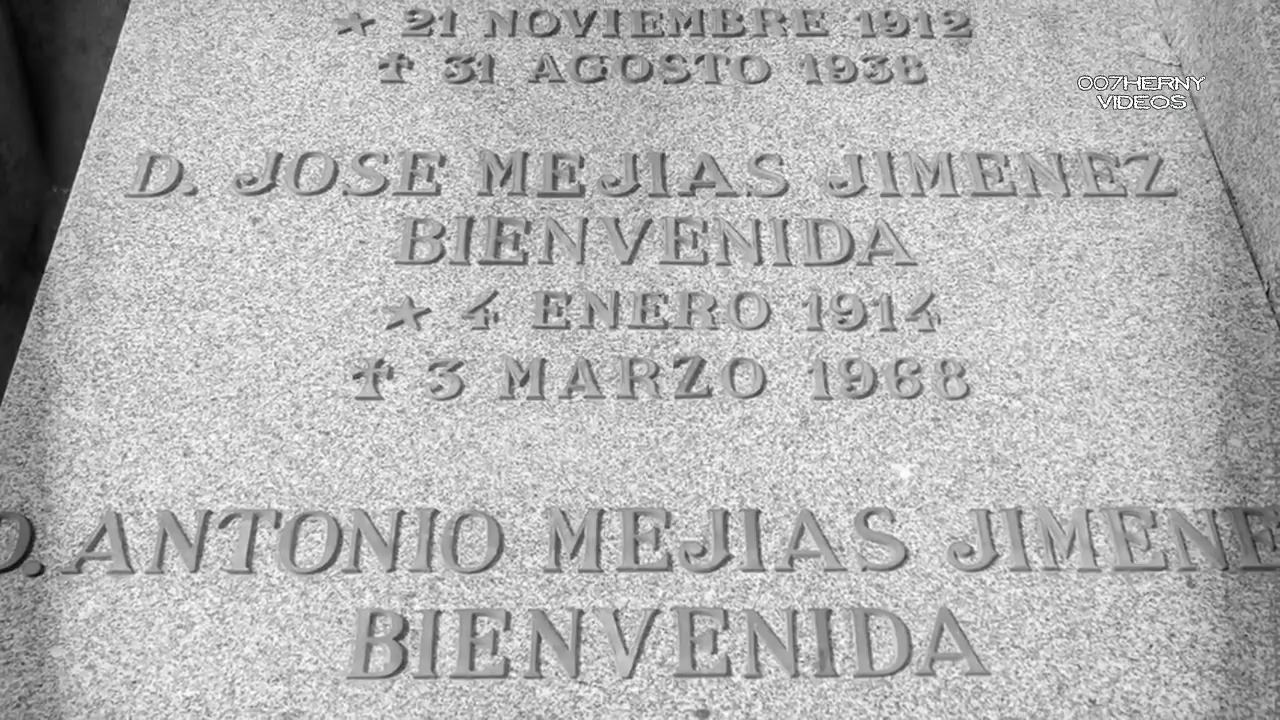 ★ 21 NOVIEMBRE 1912
✝ 31 AGOSTO 1938
007HERNY
VIDEOS
D. JOSE MEJIAS JIMENEZ
BIENVENIDA
★ 4 ENERO 1914
✝ 3 MARZO 1968
D. ANTONIO MEJIAS JIMENE
BIENVENIDA